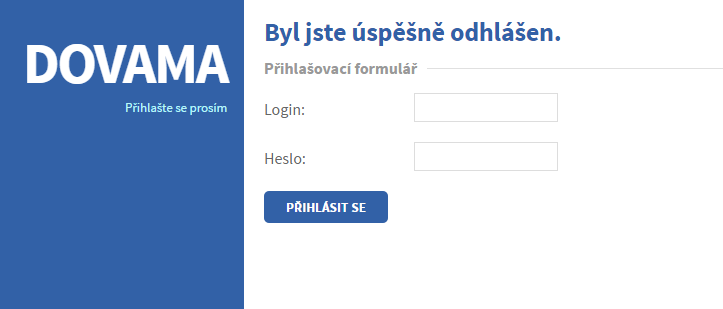 DOVAMA
Přihlašte se prosím
Byl jste úspěšně odhlášen.
Přihlašovací formulář
Login:
Heslo:
PŘIHLÁSIT SE